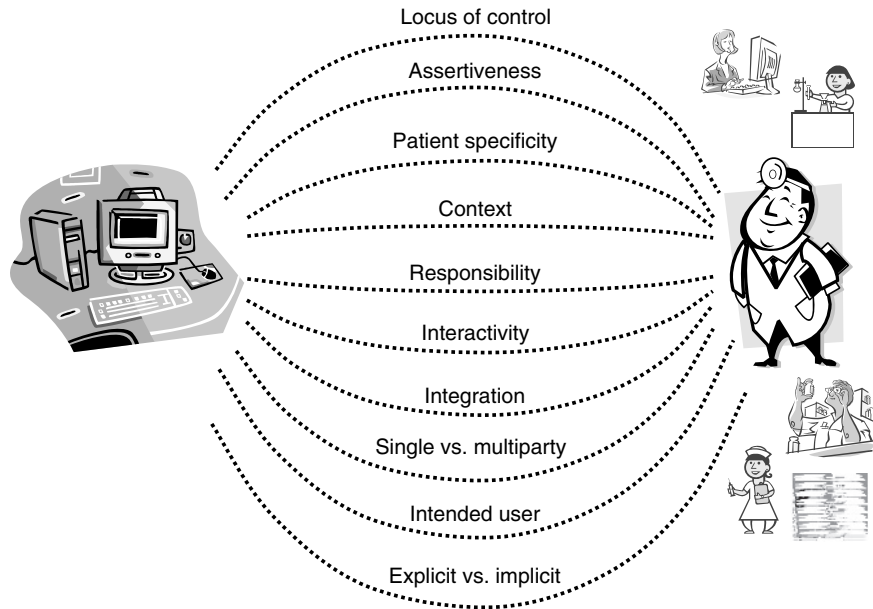 Locus of control
Assertiveness
Patient specificity
Context
Responsibility
Interactivity
Integration
Single vs. multiparty
Intended user
Explicit vs. implicit